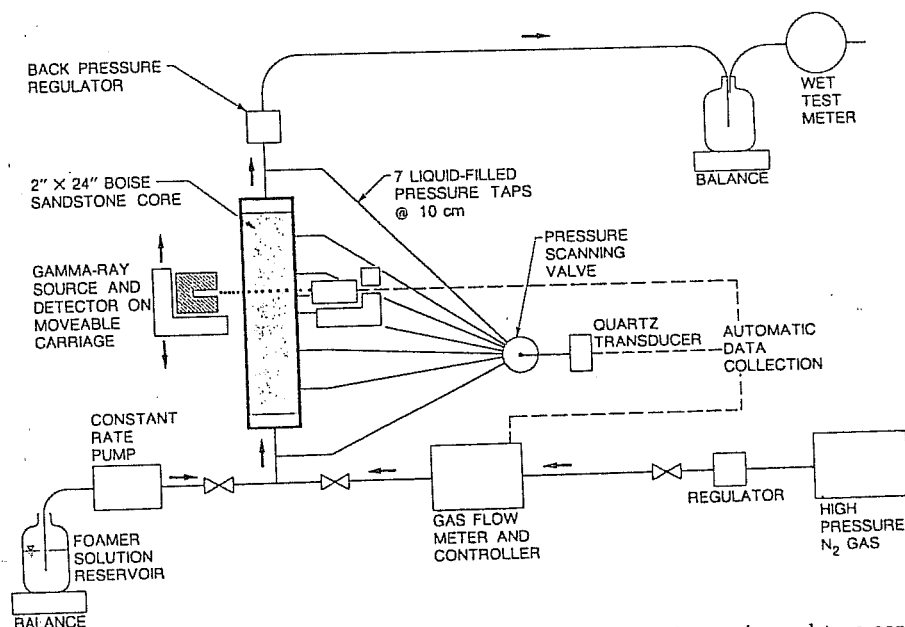 BACK PRESSURE
REGULATOR
WET
TEST
METER
2" × 24" BOISE
SANDSTONE CORE
7 LIQUID-FILLED
PRESSURE TAPS
@ 10 cm
BALANCE
PRESSURE
SCANNING
VALVE
GAMMA-RAY
SOURCE AND
DETECTOR ON
MOVEABLE
CARRIAGE
QUARTZ
TRANSDUCER
AUTOMATIC
DATA
COLLECTION
CONSTANT
RATE
PUMP
REGULATOR
GAS FLOW
METER AND
CONTROLLER
HIGH
PRESSURE
N₂ GAS
FOAMER
SOLUTION
RESERVOIR
BALANCE